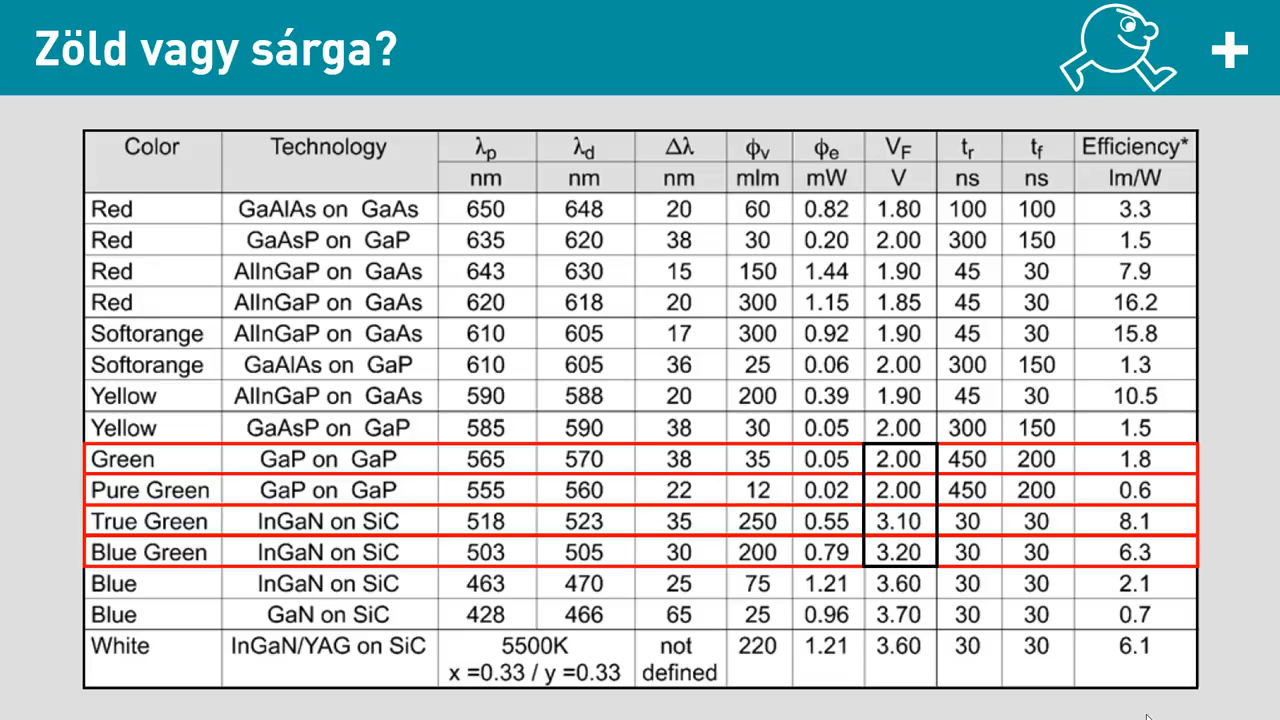 Zöld vagy sárga?
Color Technology λp λd Δλ ϕv ϕe VF tr tf Efficiency*
nm nm nm mlm mW V ns ns lm/W
Red GaAlAs on GaAs 650 648 20 60 0.82 1.80 100 100 3.3
Red GaAsP on GaP 635 620 38 30 0.20 2.00 300 150 1.5
Red AlInGaP on GaAs 643 630 15 150 1.44 1.90 45 30 7.9
Red AlInGaP on GaAs 620 618 20 300 1.15 1.85 45 30 16.2
Softorange AlInGaP on GaAs 610 605 17 300 0.92 1.90 45 30 15.8
Softorange GaAlAs on GaP 610 605 36 25 0.06 2.00 300 150 1.3
Yellow AlInGaP on GaAs 590 588 20 200 0.39 1.90 45 30 10.5
Yellow GaAsP on GaP 585 590 38 30 0.05 2.00 300 150 1.5
Green GaP on GaP 565 570 38 35 0.05 2.00 450 200 1.8
Pure Green GaP on GaP 555 560 22 12 0.02 2.00 450 200 0.6
True Green InGaN on SiC 518 523 35 250 0.55 3.10 30 30 8.1
Blue Green InGaN on SiC 503 505 30 200 0.79 3.20 30 30 6.3
Blue InGaN on SiC 463 470 25 75 1.21 3.60 30 30 2.1
Blue GaN on SiC 428 466 65 25 0.96 3.70 30 30 0.7
White InGaN/YAG on SiC 5500K not 220 1.21 3.60 30 30 6.1
x =0.33 / y =0.33 defined